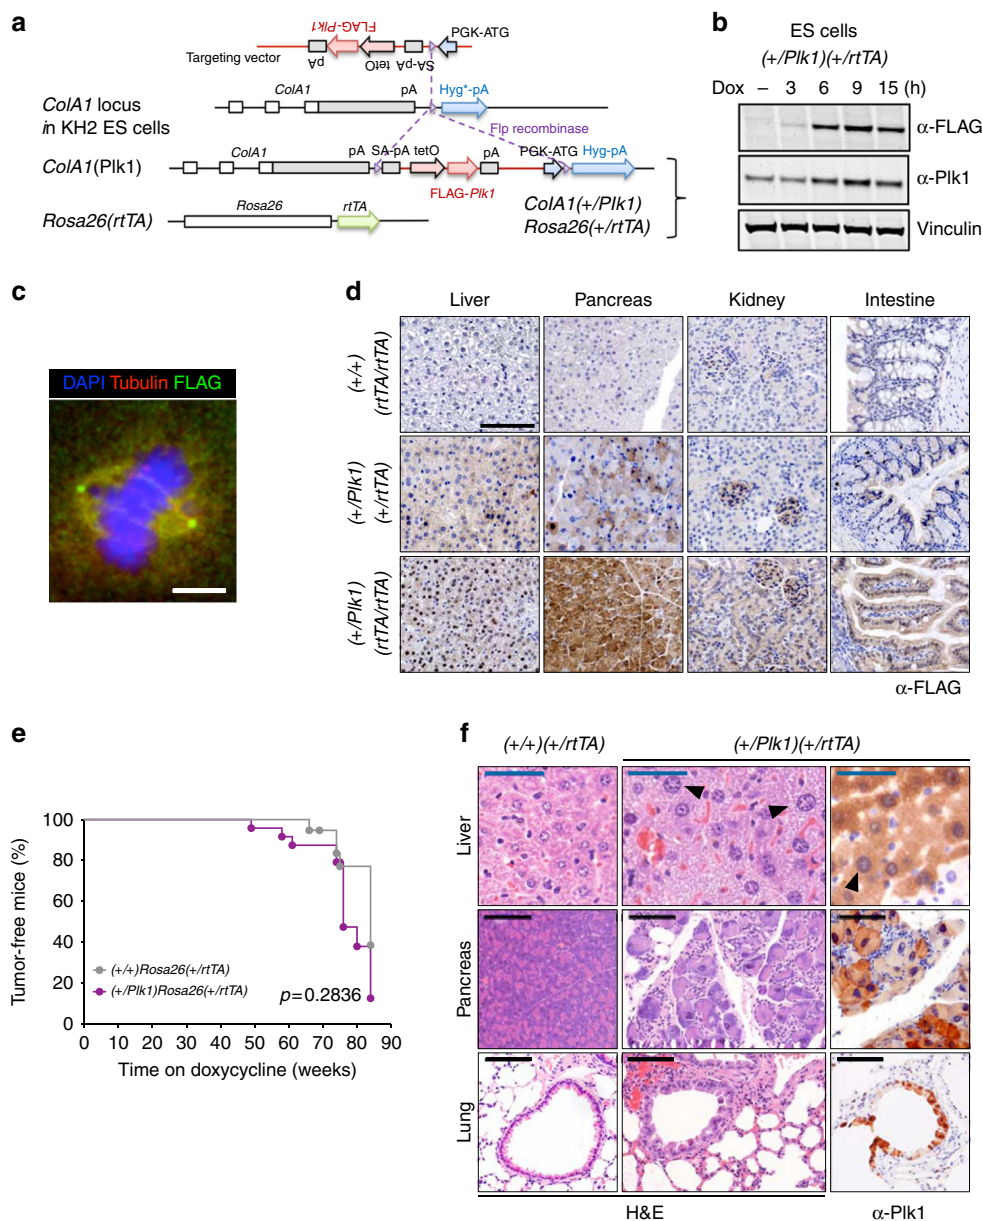 a
FLAG-Plk1
PGK-ATG
Targeting vector
pA
tetO
SA-pA
ColA1
pA
Hyg*-pA
ColA1 locus
in KH2 ES cells
Flp recombinase
ColA1
pA
SA-pA
tetO
pA
PGK-ATG
Hyg-pA
ColA1(Plk1)
FLAG-Plk1
ColA1(+/Plk1)
Rosa26(+/rtTA)
Rosa26
rtTA
Rosa26(rtTA)
b
ES cells
(+/Plk1)(+/rtTA)
Dox – 3 6 9 15 (h)
α-FLAG
α-Plk1
Vinculin
c
DAPI Tubulin FLAG
d
Liver Pancreas Kidney Intestine
(+/+)
(rtTA/rtTA)
(+/Plk1)
(+/rtTA)
(+/Plk1)
(rtTA/rtTA)
α-FLAG
e
Tumor-free mice (%)
100
80
60
40
20
0
(+/+)Rosa26(+/rtTA)
(+/Plk1)Rosa26(+/rtTA)
p=0.2836
0 10 20 30 40 50 60 70 80 90
Time on doxycycline (weeks)
f
(+/+)(+/rtTA) (+/Plk1)(+/rtTA)
Liver
Pancreas
Lung
H&E α-Plk1